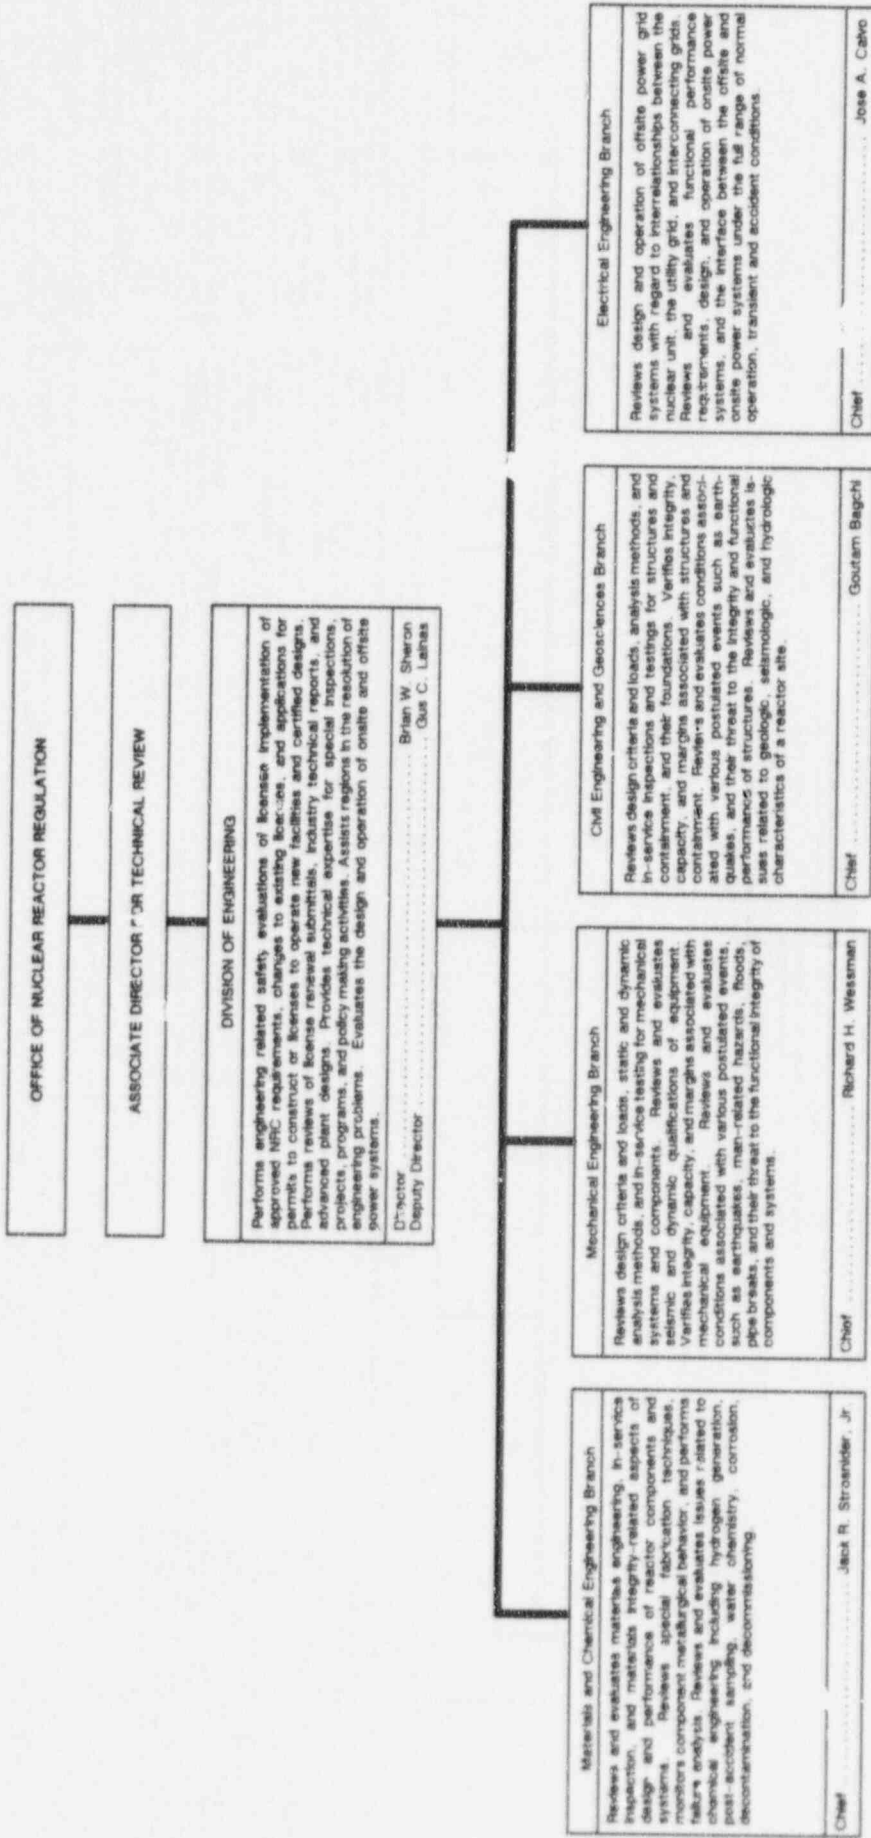 OFFICE OF NUCLEAR REACTOR REGULATION
ASSOCIATE DIRECTOR FOR TECHNICAL REVIEW
DIVISION OF ENGINEERING
Performs engineering related safety evaluations of licensee implementation of
approved NRC requirements, changes to existing licenses, and applications for
permits to construct or licenses to operate new facilities and certified designs.
Performs reviews of license renewal submittals, industry technical reports, and
advanced plant designs. Provides technical expertise for special inspections,
projects, programs, and policy making activities. Assists regions in the resolution of
engineering problems. Evaluates the design and operation of onsite and offsite
power systems.
Director .......... Brian W. Sheron
Deputy Director .......... Gus C. Lainas
Materials and Chemical Engineering Branch
Reviews and evaluates materials engineering, in-service
inspection, and materials integrity-related aspects of
design and performance of reactor components and
systems. Reviews special fabrication techniques,
monitors component metallurgical behavior, and performs
failure analysis. Reviews and evaluates issues related to
chemical engineering including hydrogen generation,
post-accident sampling, water chemistry, corrosion,
decontamination, and decommissioning.
Chief .......... Jack R. Strosnider, Jr.
Mechanical Engineering Branch
Reviews design criteria and loads, static and dynamic
analysis methods, and in-service testing for mechanical
systems and components. Reviews and evaluates
seismic and dynamic qualifications of equipment.
Verifies integrity, capacity, and margins associated with
mechanical equipment. Reviews and evaluates
conditions associated with various postulated events,
such as earthquakes, man-related hazards, floods,
pipe breaks, and their threat to the functional integrity of
components and systems.
Chief .......... Richard H. Wessman
Civil Engineering and Geosciences Branch
Reviews design criteria and loads, analysis methods, and
in-service inspections and testings for structures and
containment, and their foundations. Verifies integrity,
capacity, and margins associated with structures and
containment. Reviews and evaluates conditions associ-
ated with various postulated events such as earth-
quakes, and their threat to the integrity and functional
performance of structures. Reviews and evaluates is-
sues related to geologic, seismologic, and hydrologic
characteristics of a reactor site.
Chief .......... Goutam Bagchi
Electrical Engineering Branch
Reviews design and operation of offsite power grid
systems with regard to interrelationships between the
nuclear unit, the utility grid, and interconnecting grids.
Reviews and evaluates functional performance
requirements, design, and operation of onsite power
systems, and the interface between the offsite and
onsite power systems under the full range of normal
operation, transient and accident conditions.
Chief .......... Jose A. Calvo